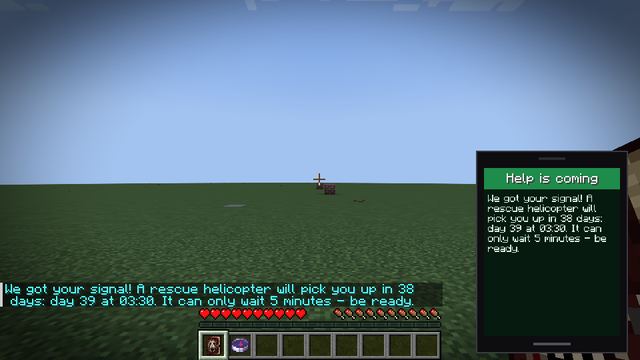 Help is coming
We got your signal! A
rescue helicopter will
pick you up in 38 days:
day 39 at 03:30. It can
only wait 5 minutes - be
ready.
We got your signal! A rescue helicopter will pick you up in 38
days: day 39 at 03:30. It can only wait 5 minutes - be ready.